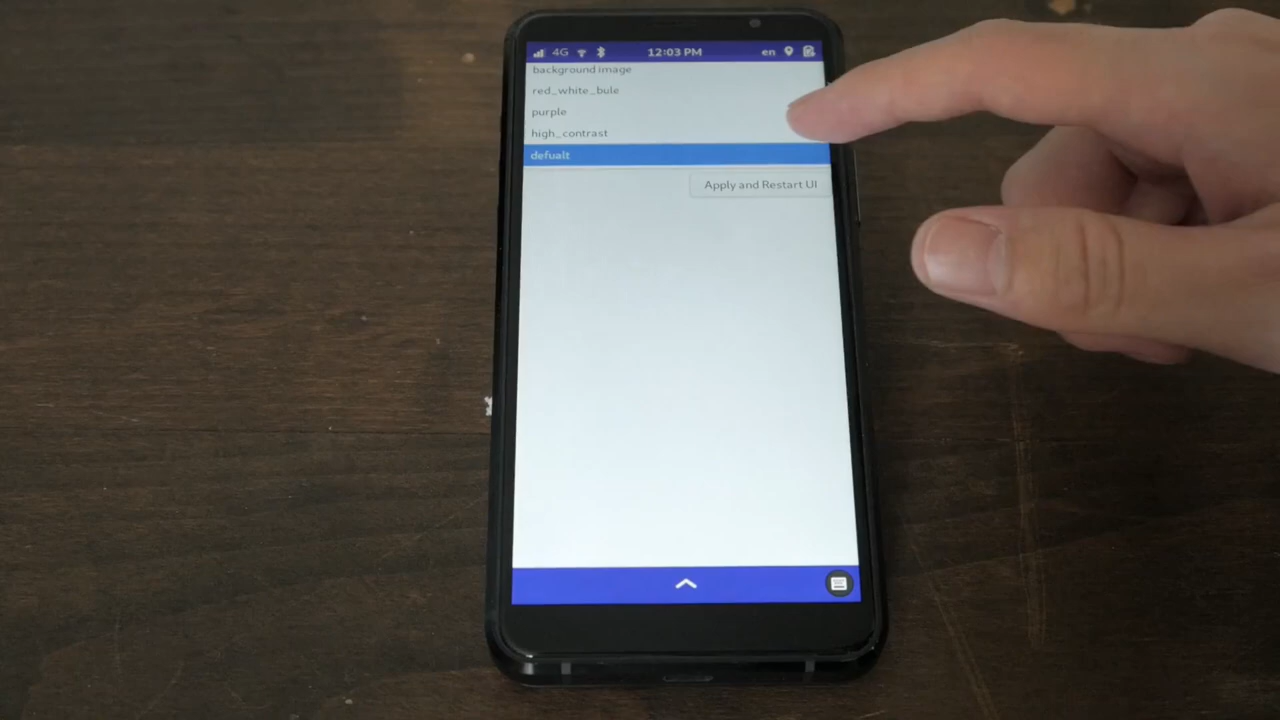 4G 12:03 PM en
background image
red_white_bule
purple
high_contrast
defualt
Apply and Restart UI